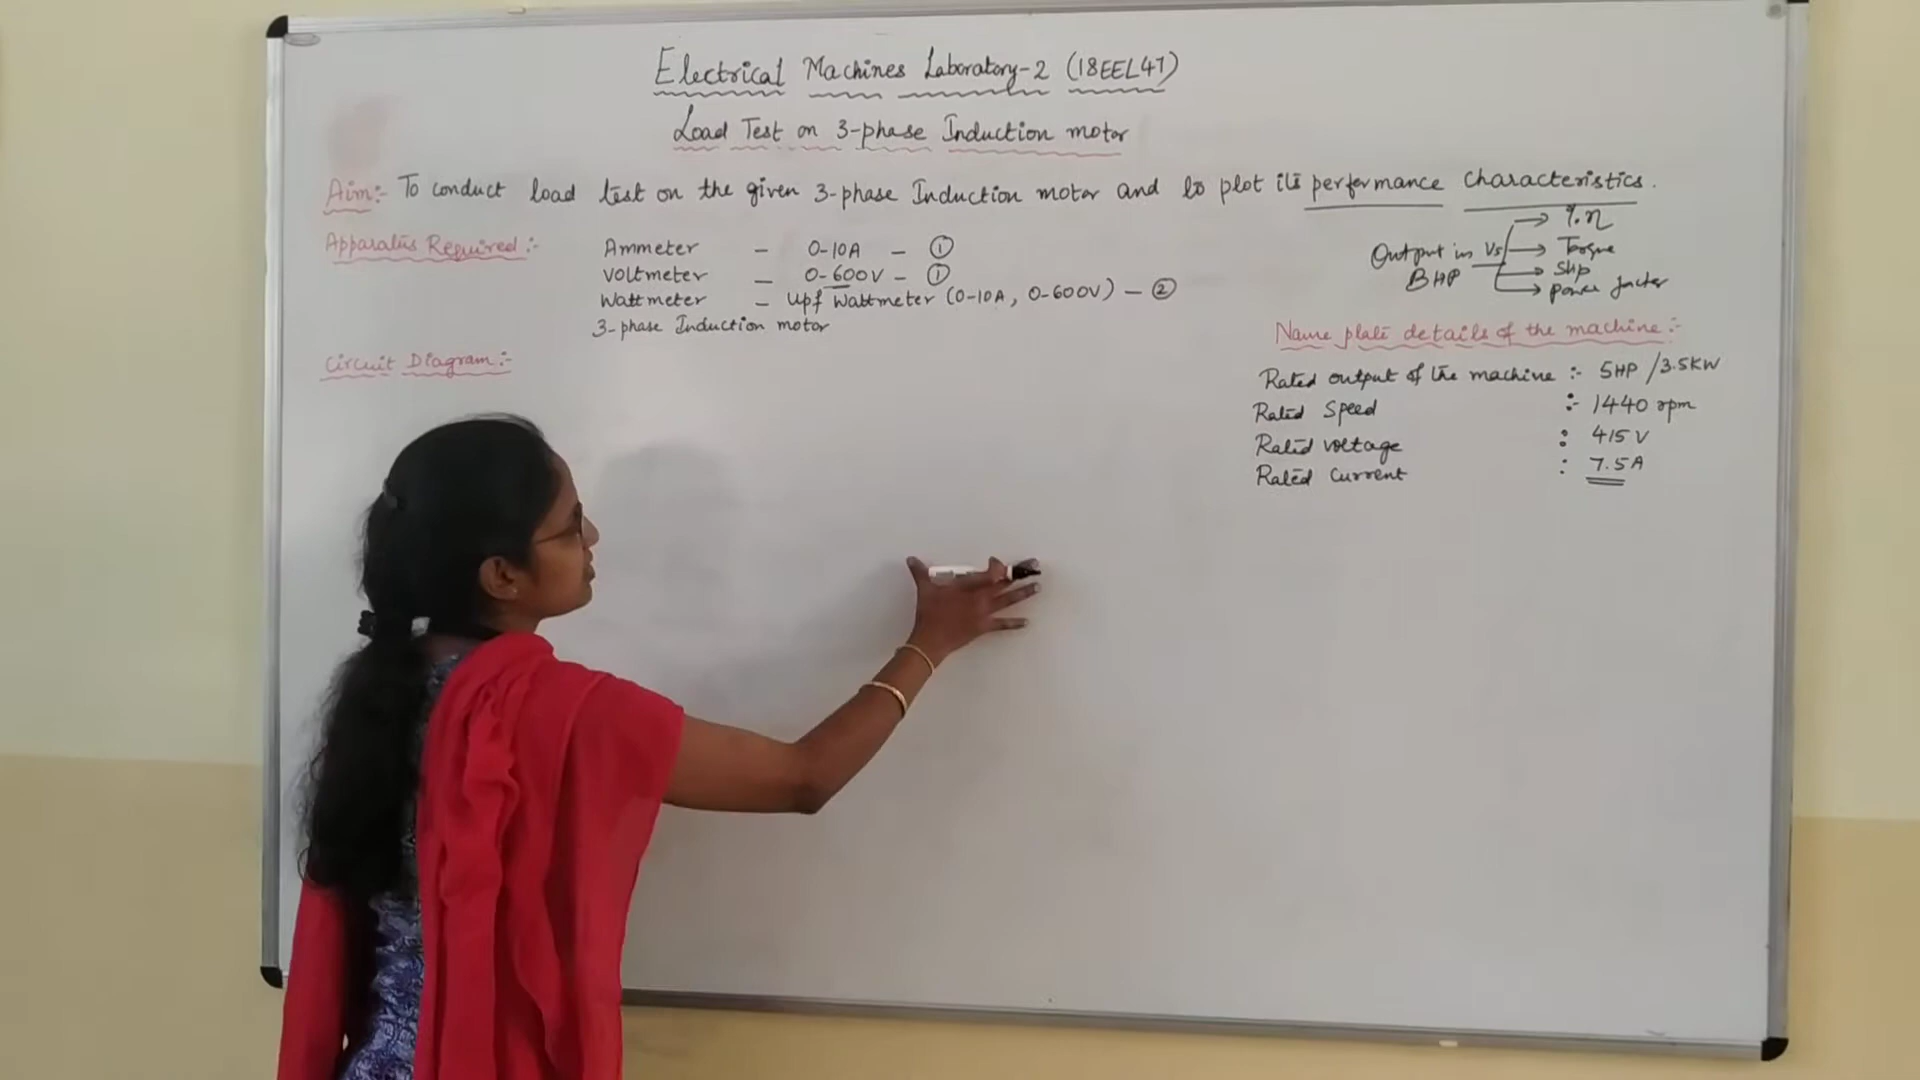 Electrical Machines Laboratory-2 (18EEL47)
Load Test on 3-phase Induction motor
Aim:- To conduct load test on the given 3-phase Induction motor and to plot its performance characteristics.
Apparatus Required:-
Ammeter - 0-10A - ①
Voltmeter - 0-600V - ①
Wattmeter - upf Wattmeter (0-10A, 0-600V) - ②
3-phase Induction motor
Output in BHP Vs
→ %η
→ Torque
→ Slip
→ Power factor
Circuit Diagram:-
Name plate details of the machine:-
Rated output of the machine :- 5HP / 3.5KW
Rated Speed :- 1440 rpm
Rated voltage : 415 V
Rated Current : 7.5A